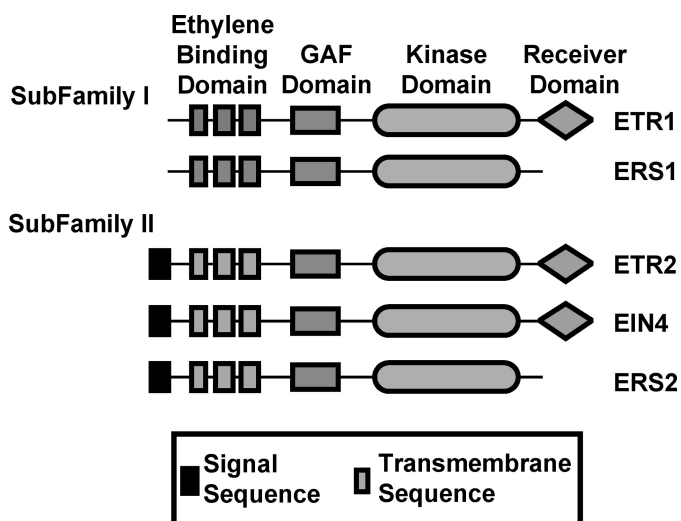 Ethylene
Binding
Domain
GAF
Domain
Kinase
Domain
Receiver
Domain
SubFamily I
ETR1
ERS1
SubFamily II
ETR2
EIN4
ERS2
Signal
Sequence
Transmembrane
Sequence